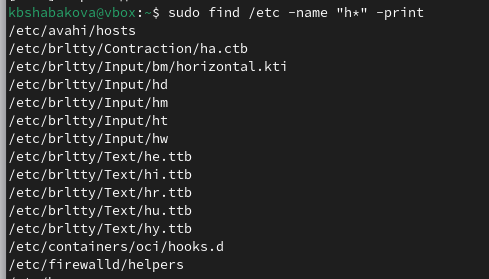 kbshabakova@vbox:~$ sudo find /etc -name "h*" -print
/etc/avahi/hosts
/etc/brltty/Contraction/ha.ctb
/etc/brltty/Input/bm/horizontal.kti
/etc/brltty/Input/hd
/etc/brltty/Input/hm
/etc/brltty/Input/ht
/etc/brltty/Input/hw
/etc/brltty/Text/he.ttb
/etc/brltty/Text/hi.ttb
/etc/brltty/Text/hr.ttb
/etc/brltty/Text/hu.ttb
/etc/brltty/Text/hy.ttb
/etc/containers/oci/hooks.d
/etc/firewalld/helpers